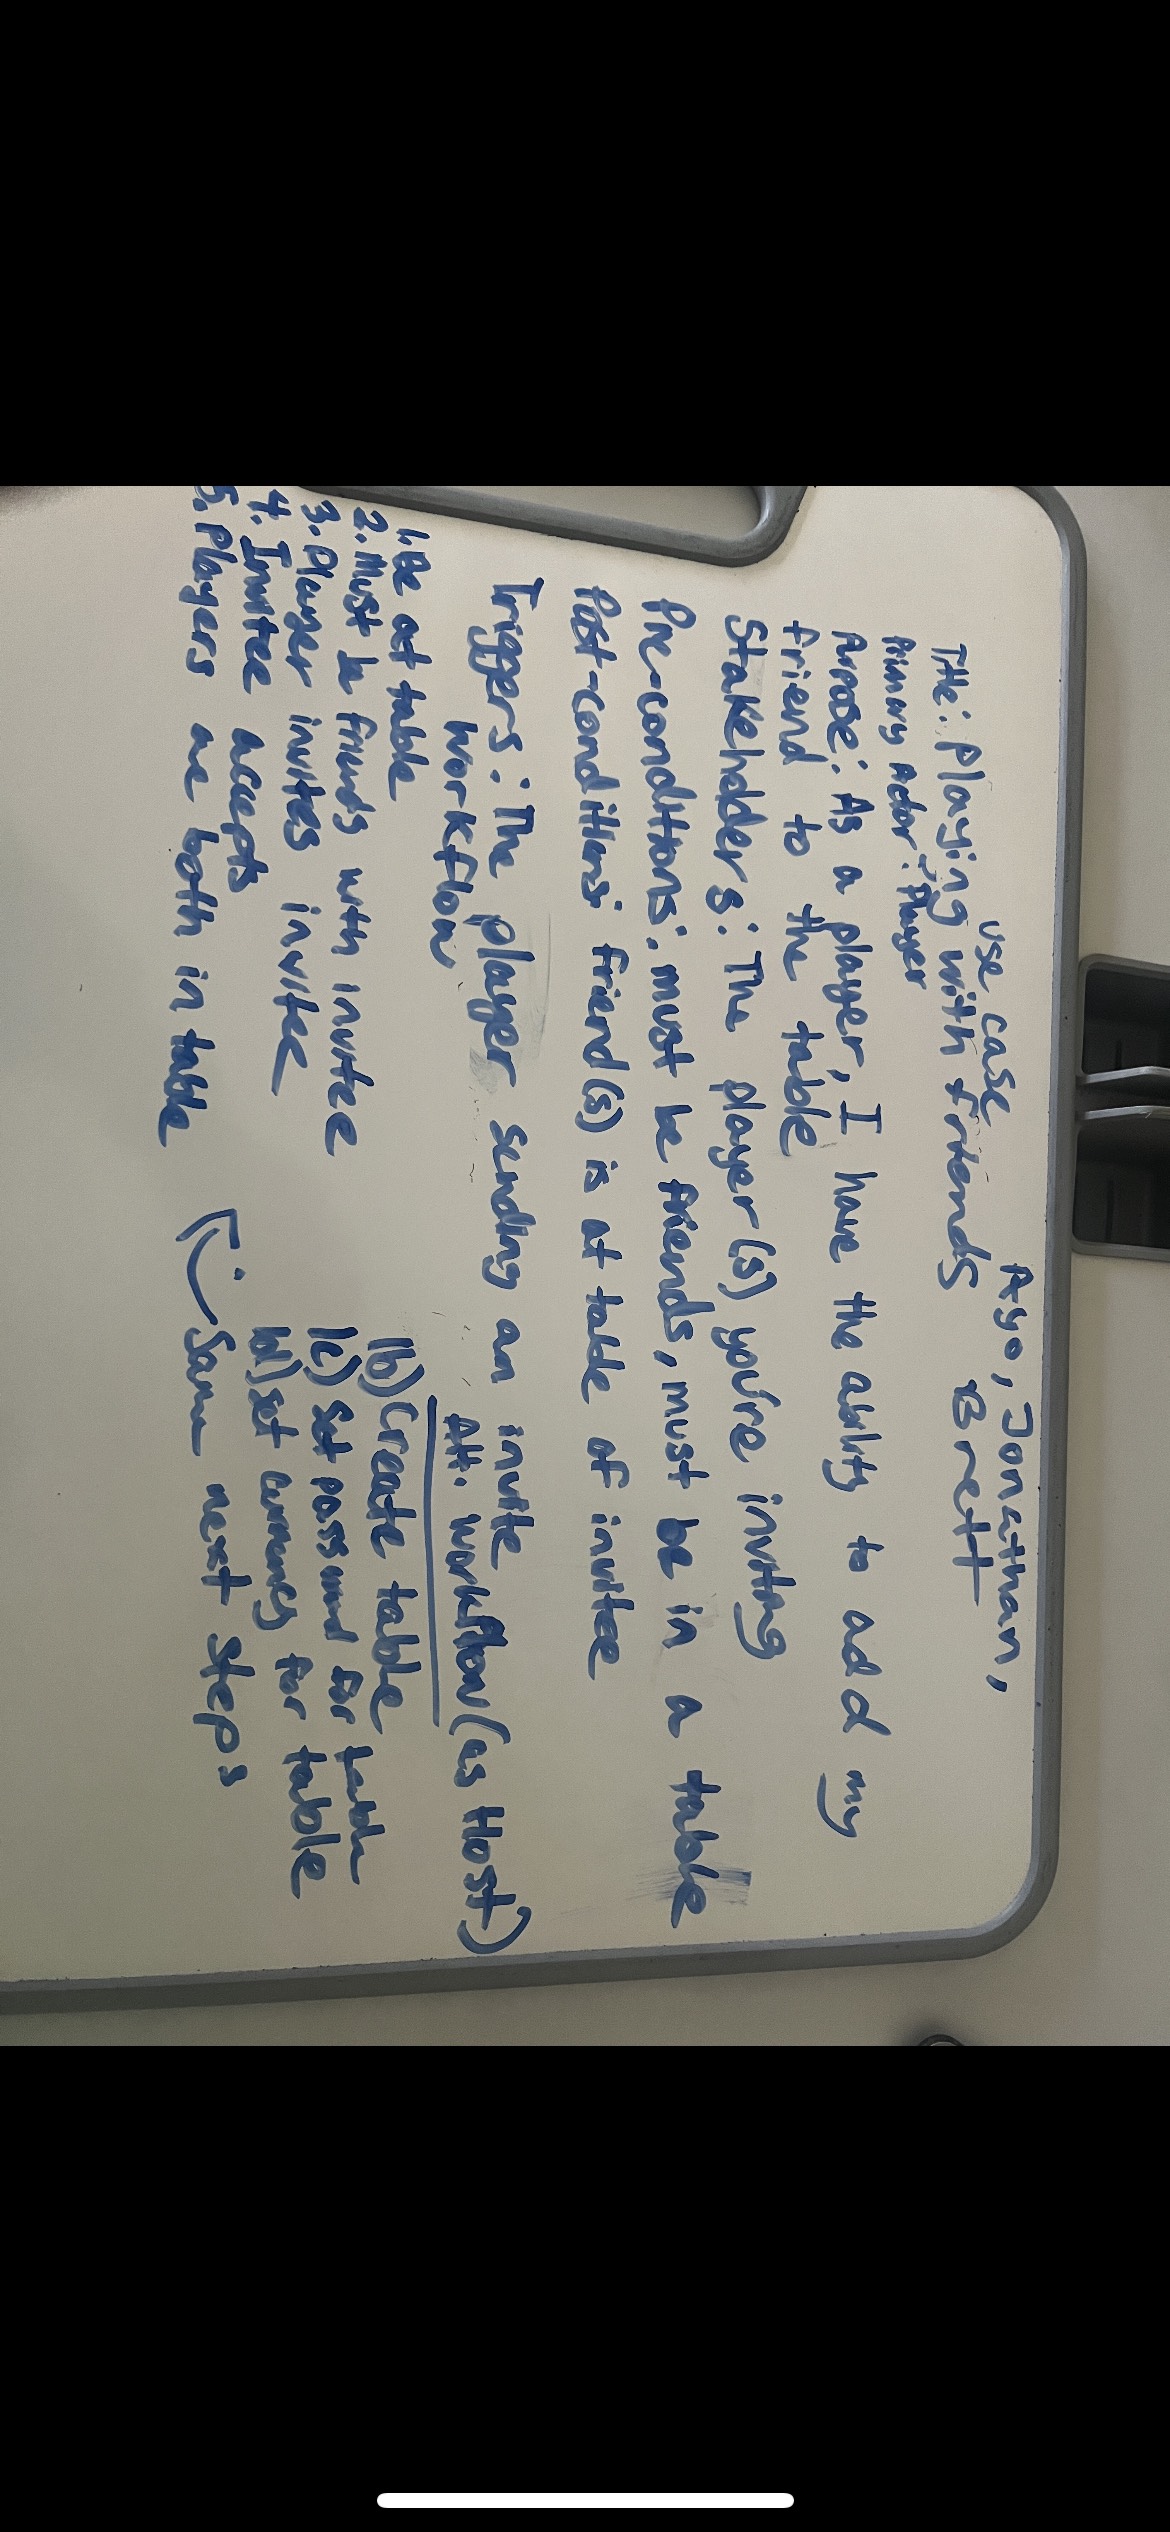 Use case
Ayo, Jonathan,
Brett
Title: Playing with friends
Primary Actor: Player
Purpose: As a player, I have the ability to add my
friend to the table
Stakeholders: The player(s) you're inviting
Pre-conditions: must be friends, must be in a table
Post-conditions: friend(s) is at table of invitee
Triggers: The player sending an invite
Workflow
1. Be at table
2. Must be friends with invitee
3. Player invites invitee
4. Invitee accepts
5. Players are both in table
Alt. workflow (as Host)
1b) Create table
1c) Set password for table
1d) set currency for table
Same next steps